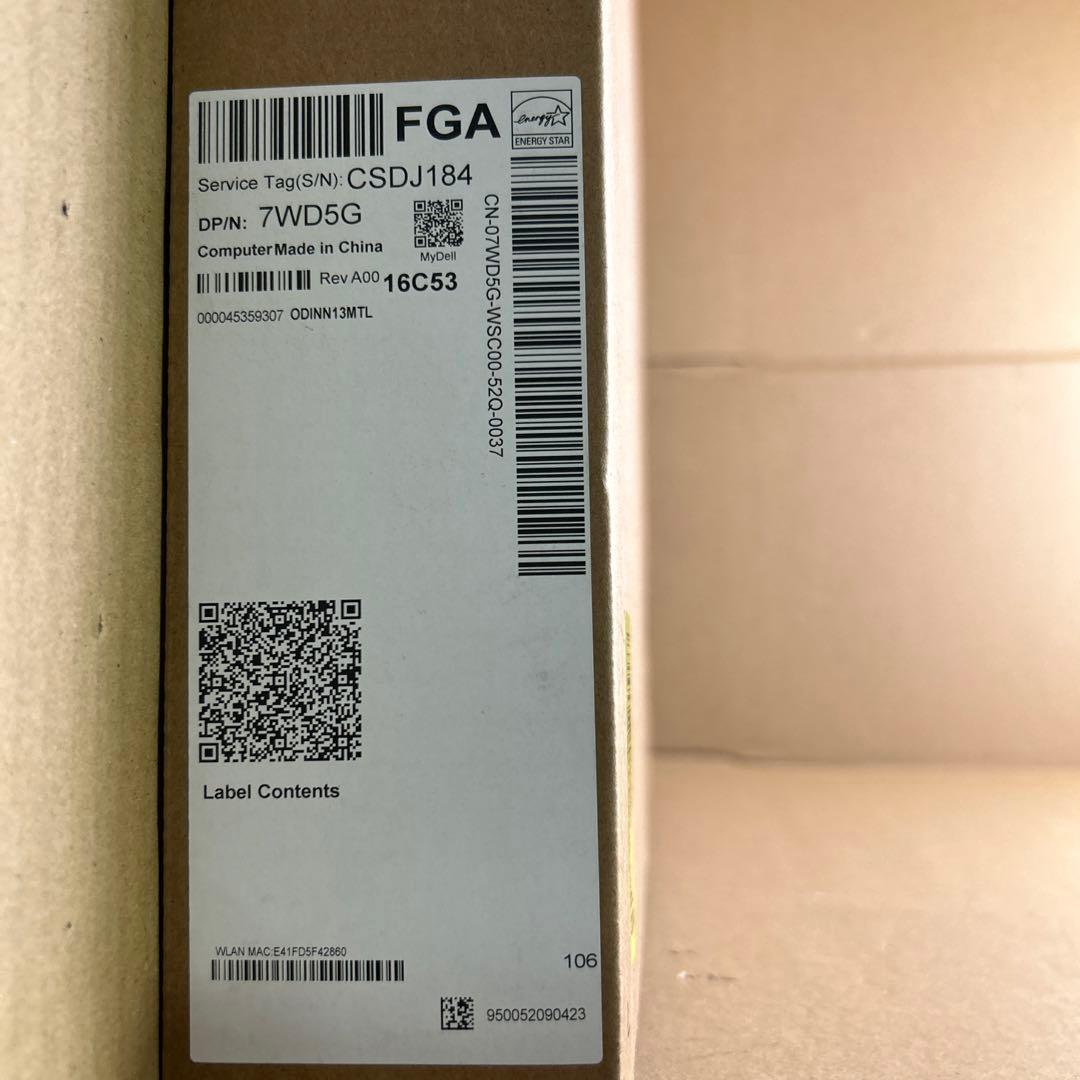 FGA
energy
ENERGY STAR
Service Tag(S/N): CSDJ184
DP/N: 7WD5G
MyDell
Computer Made in China
Rev A00 16C53
000045359307 ODINN13MTL
CN-07WD5G-WSC00-52Q-0037
Label Contents
WLAN MAC:E41FD5F42860
106
950052090423